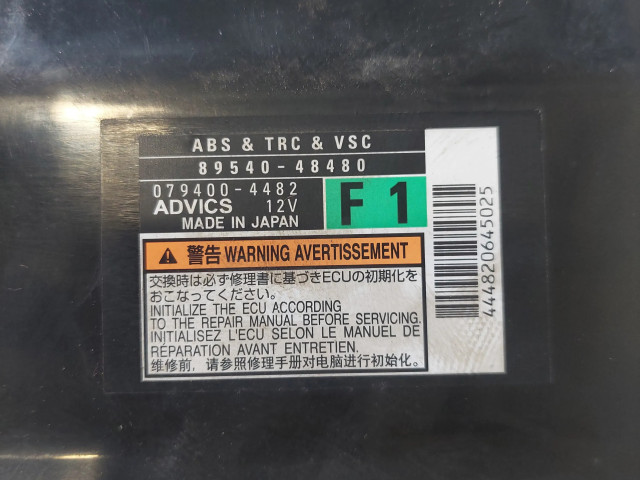 ABS & TRC & VSC
89540-48480
079400-4482
ADVICS 12V
MADE IN JAPAN
F1
警告 WARNING AVERTISSEMENT
交換時は必ず修理書に基づきECUの初期化を
おこなってください。
INITIALIZE THE ECU ACCORDING
TO THE REPAIR MANUAL BEFORE SERVICING.
INITIALISEZ L'ECU SELON LE MANUEL DE
RÉPARATION AVANT ENTRETIEN.
维修前，请参照修理手册对电脑进行初始化。
444820645025